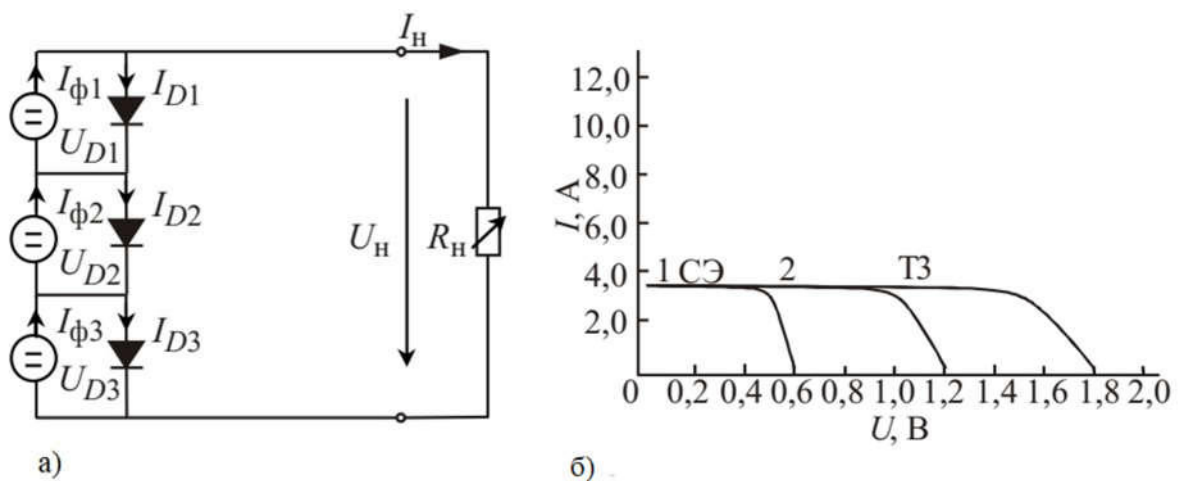 Iн
Iф1 ID1
UD1
Iф2 ID2
UD2
Iф3 ID3
UD3
Uн Rн
а)
I, А
12,0
10,0
8,0
6,0
4,0
2,0
1 СЭ 2 Т3
0 0,2 0,4 0,6 0,8 1,0 1,2 1,4 1,6 1,8 2,0
U, В
б)